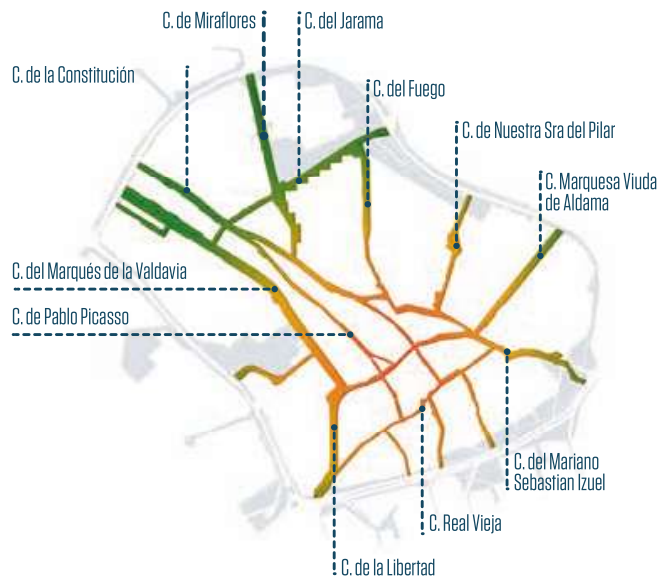 C. de Miraflores
C. del Jarama
C. de la Constitución
C. del Fuego
C. de Nuestra Sra del Pilar
C. Marquesa Viuda
de Aldama
C. del Marqués de la Valdavia
C. de Pablo Picasso
C. del Mariano
Sebastian Izuel
C. Real Vieja
C. de la Libertad